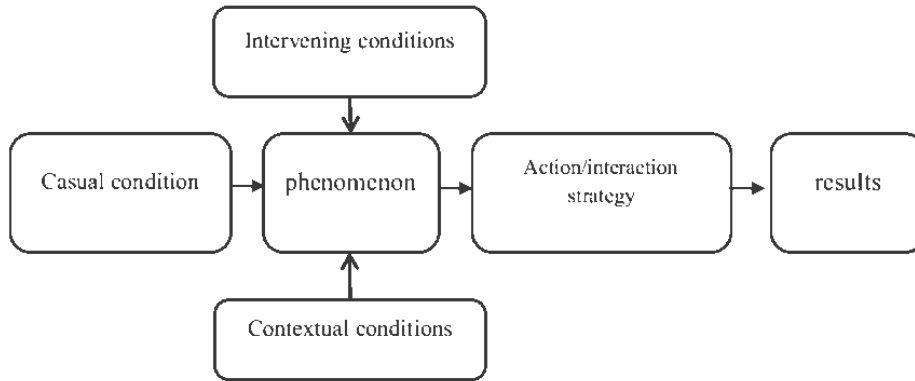 Intervening conditions
Casual condition
phenomenon
Action/interaction
strategy
results
Contextual conditions